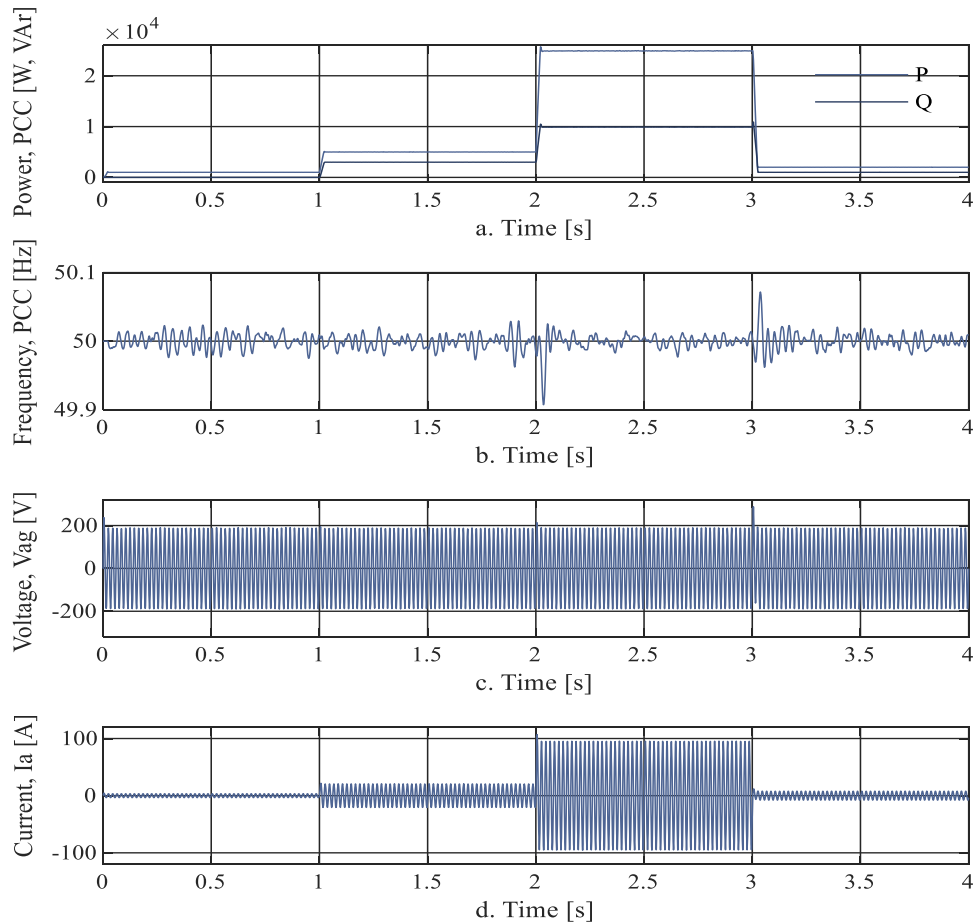 ×10^4
Power, PCC [W, VAr]
2
1
0
P
Q
0 0.5 1 1.5 2 2.5 3 3.5 4
a. Time [s]
Frequency, PCC [Hz]
50.1
50
49.9
0 0.5 1 1.5 2 2.5 3 3.5 4
b. Time [s]
Voltage, Vag [V]
200
0
-200
0 0.5 1 1.5 2 2.5 3 3.5 4
c. Time [s]
Current, Ia [A]
100
0
-100
0 0.5 1 1.5 2 2.5 3 3.5 4
d. Time [s]